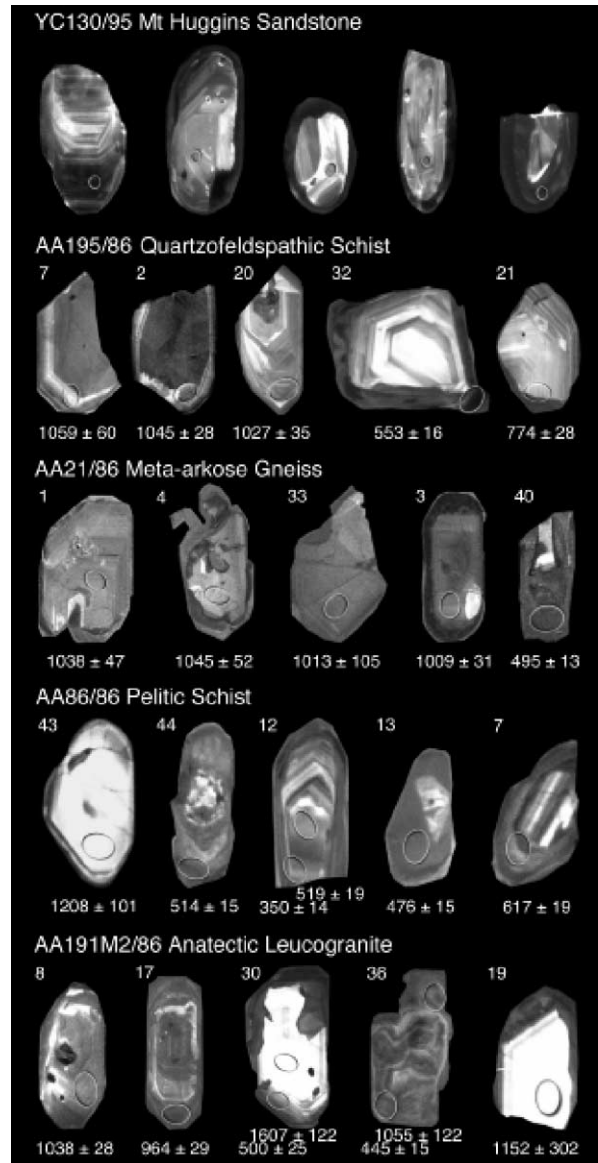 YC130/95 Mt Huggins Sandstone
AA195/86 Quartzofeldspathic Schist
7 2 20 32 21
1059 ± 60 1045 ± 28 1027 ± 35 553 ± 16 774 ± 28
AA21/86 Meta-arkose Gneiss
1 4 33 3 40
1038 ± 47 1045 ± 52 1013 ± 105 1009 ± 31 495 ± 13
AA86/86 Pelitic Schist
43 44 12 13 7
519 ± 19
1208 ± 101 514 ± 15 350 ± 14 476 ± 15 617 ± 19
AA191M2/86 Anatectic Leucogranite
8 17 30 36 19
1607 ± 122 1055 ± 122
1038 ± 28 964 ± 29 500 ± 25 445 ± 15 1152 ± 302